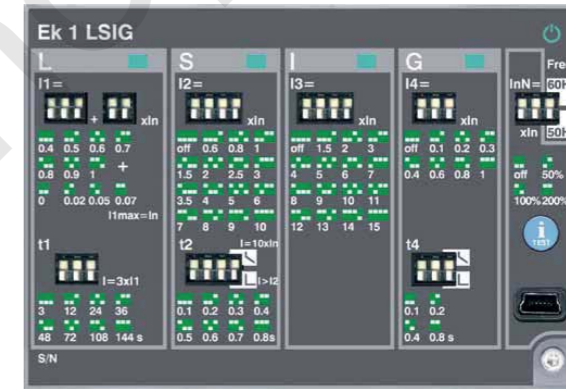 Ek 1 LSIG
L
I1=
+ xIn
0.4 0.5 0.6 0.7
0.8 0.9 1 +
0 0.02 0.05 0.07
I1max=In
t1
I=3xI1
3 12 24 36
48 72 108 144 s
S
I2=
xIn
off 0.6 0.8 1
1.5 2 2.5 3
3.5 4 5 6
7 8 9 10
t2
I=10xIn
I>I2
0.1 0.2 0.3 0.4
0.5 0.6 0.7 0.8s
I
I3=
xIn
off 1.5 2 3
4 5 6 7
8 9 10 11
12 13 14 15
G
I4=
xIn
off 0.1 0.2 0.3
0.4 0.6 0.8 1
t4
0.1 0.2
0.4 0.8 s
Fre
InN= 60H
xIn 50H
off 50%
100% 200%
i
TEST
S/N